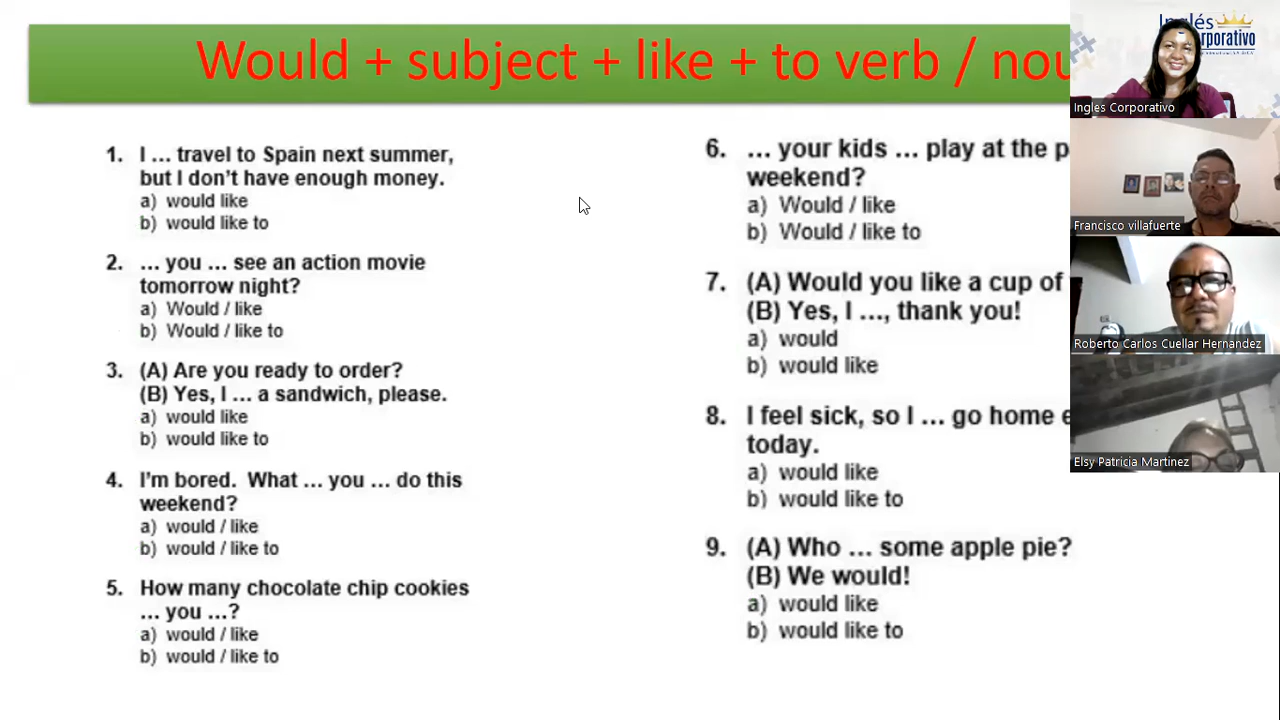 Would + subject + like + to verb / nou
1. I ... travel to Spain next summer,
but I don't have enough money.
a) would like
b) would like to
2. ... you ... see an action movie
tomorrow night?
a) Would / like
b) Would / like to
3. (A) Are you ready to order?
(B) Yes, I ... a sandwich, please.
a) would like
b) would like to
4. I'm bored. What ... you ... do this
weekend?
a) would / like
b) would / like to
5. How many chocolate chip cookies
... you ...?
a) would / like
b) would / like to
6. ... your kids ... play at the p
weekend?
a) Would / like
b) Would / like to
7. (A) Would you like a cup of
(B) Yes, I ..., thank you!
a) would
b) would like
8. I feel sick, so I ... go home e
today.
a) would like
b) would like to
9. (A) Who ... some apple pie?
(B) We would!
a) would like
b) would like to
Inglés
orporativo
Ingles Corporativo
Francisco villafuerte
Roberto Carlos Cuellar Hernandez
Elsy Patricia Martinez